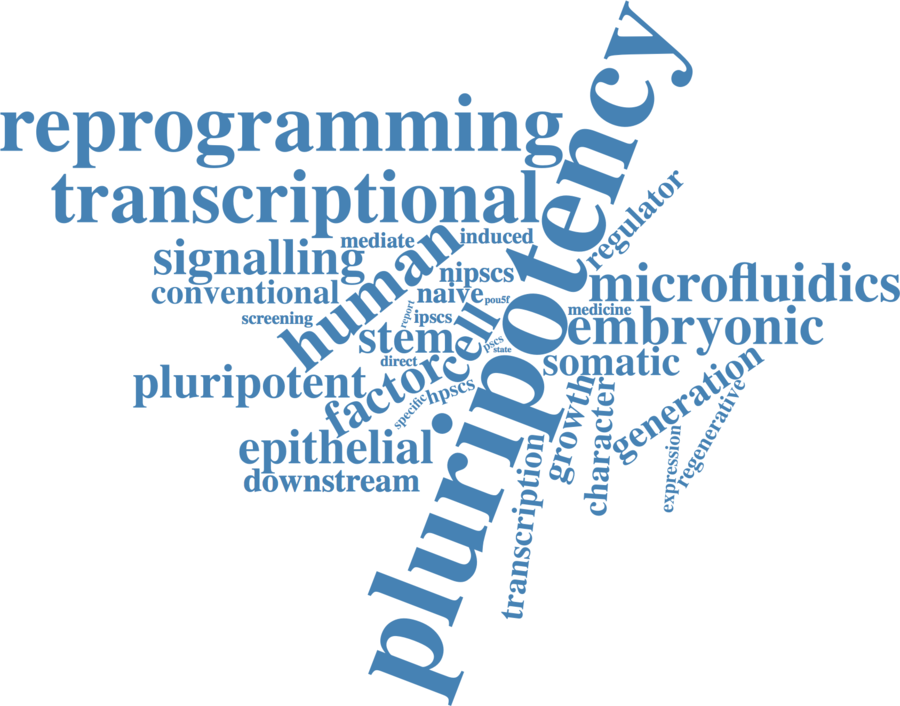 pluripotency
reprogramming
transcriptional
regulator
human
induced
mediate
signalling
nipscs
microfluidics
conventional
naive
pou5f
report
medicine
screening
ipscs
embryonic
stem
cell
pscs
state
direct
somatic
pluripotent
factor
hpscs
specific
growth
character
generation
regenerative
expression
epithelial
downstream
transcription